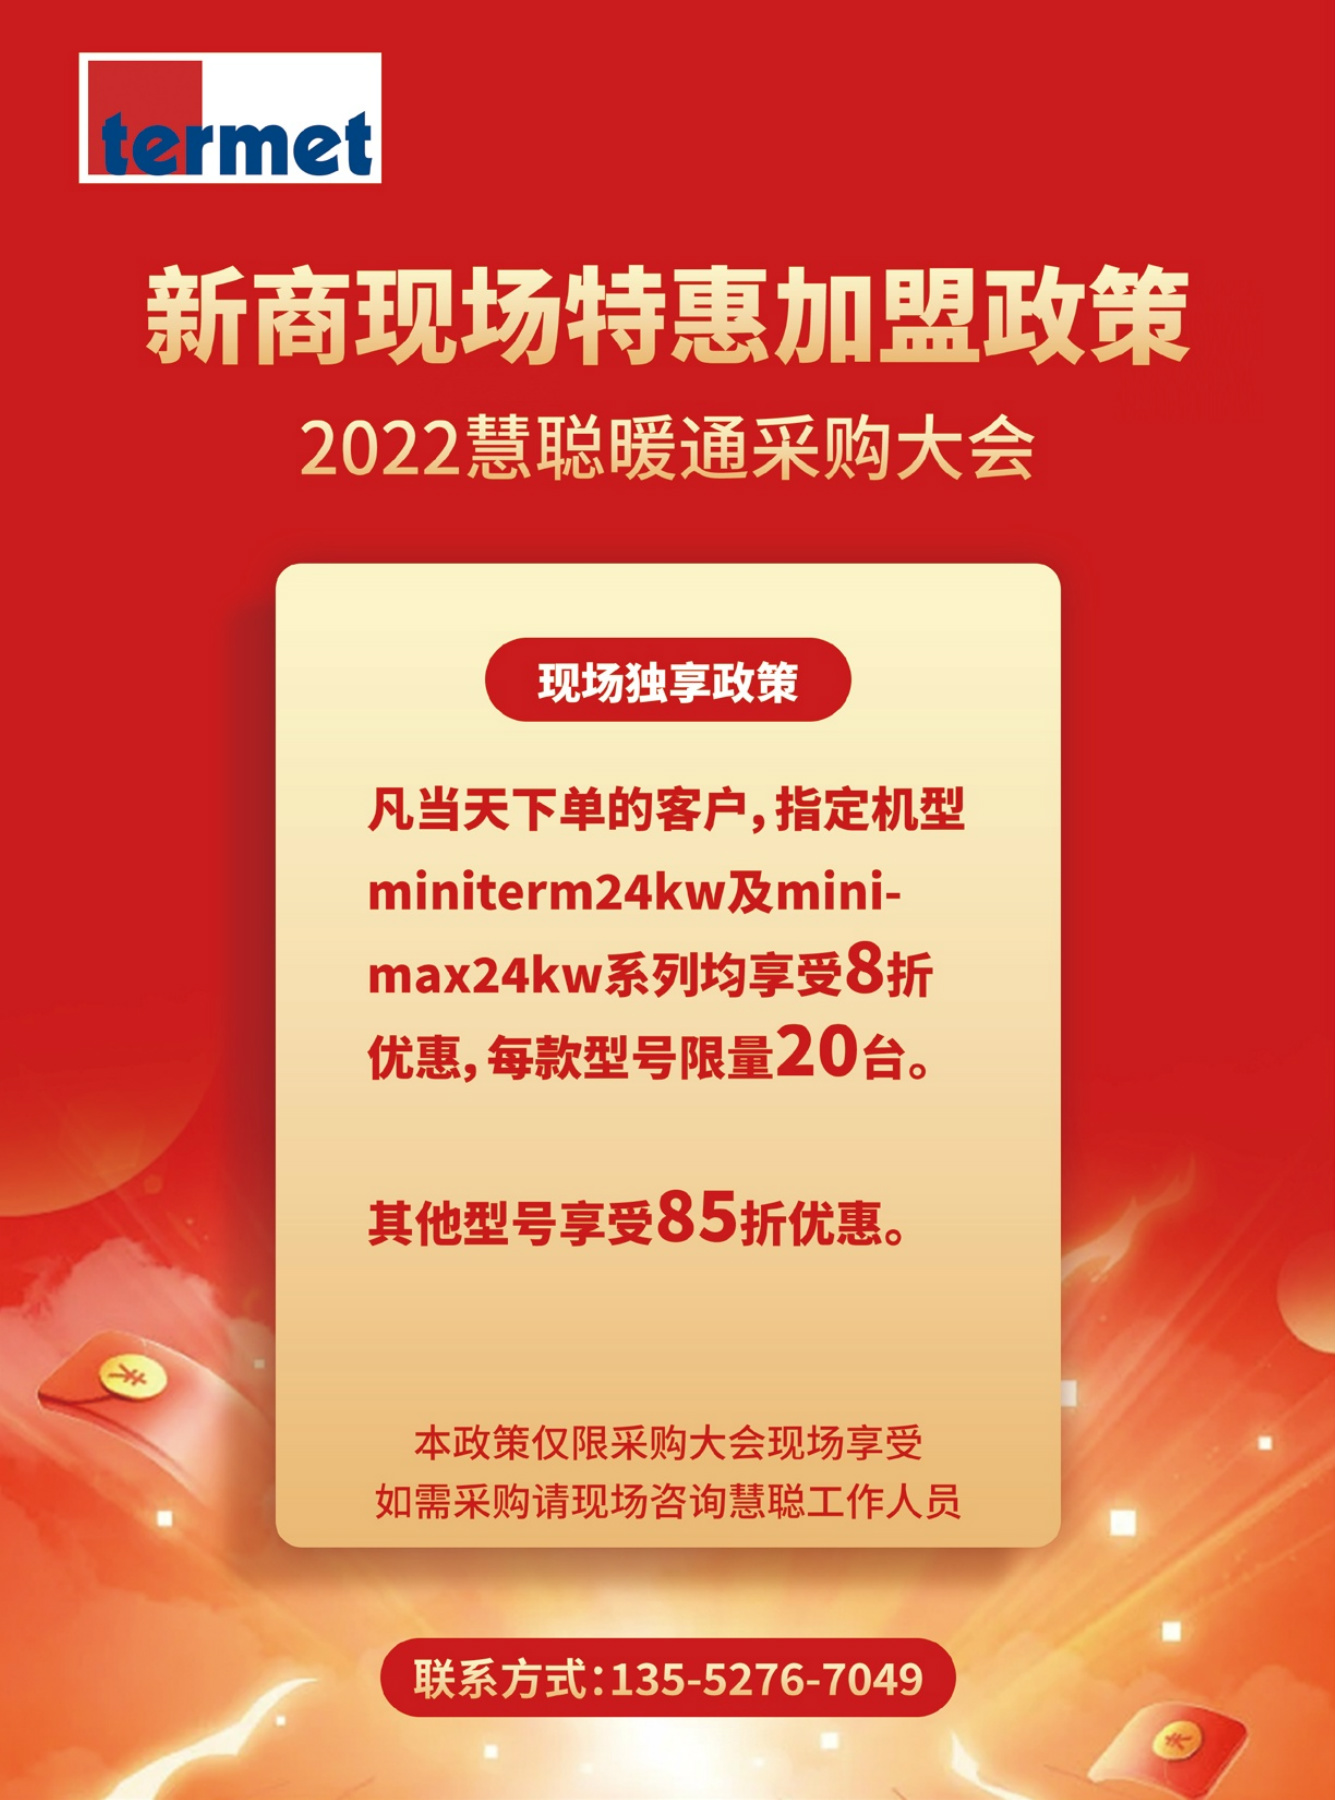 termet
新商现场特惠加盟政策
2022慧聪暖通采购大会
现场独享政策
凡当天下单的客户，指定机型
miniterm24kw及mini-
max24kw系列均享受8折
优惠，每款型号限量20台。
其他型号享受85折优惠。
本政策仅限采购大会现场享受
如需采购请现场咨询慧聪工作人员
联系方式：135-5276-7049